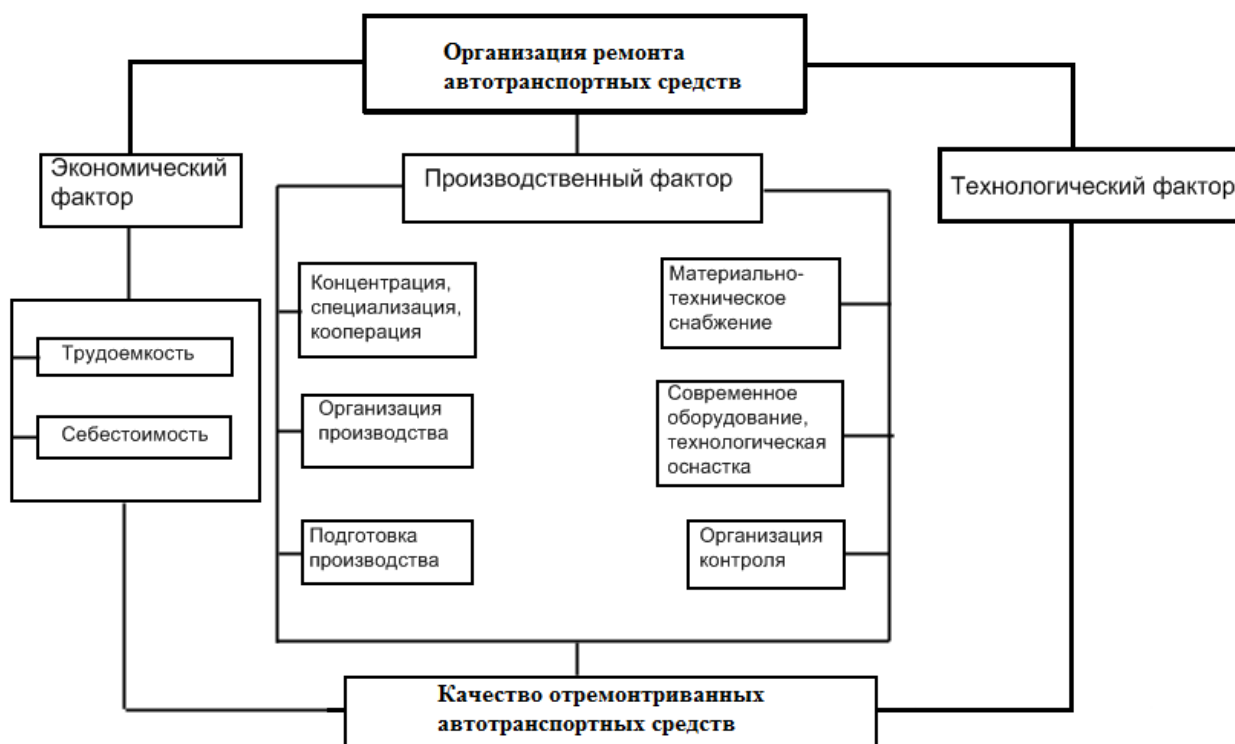 Организация ремонта
автотранспортных средств
Экономический
фактор
Производственный фактор
Технологический фактор
Трудоемкость
Себестоимость
Концентрация,
специализация,
кооперация
Организация
производства
Подготовка
производства
Материально-
техническое
снабжение
Современное
оборудование,
технологическая
оснастка
Организация
контроля
Качество отремонтриванных
автотранспортных средств